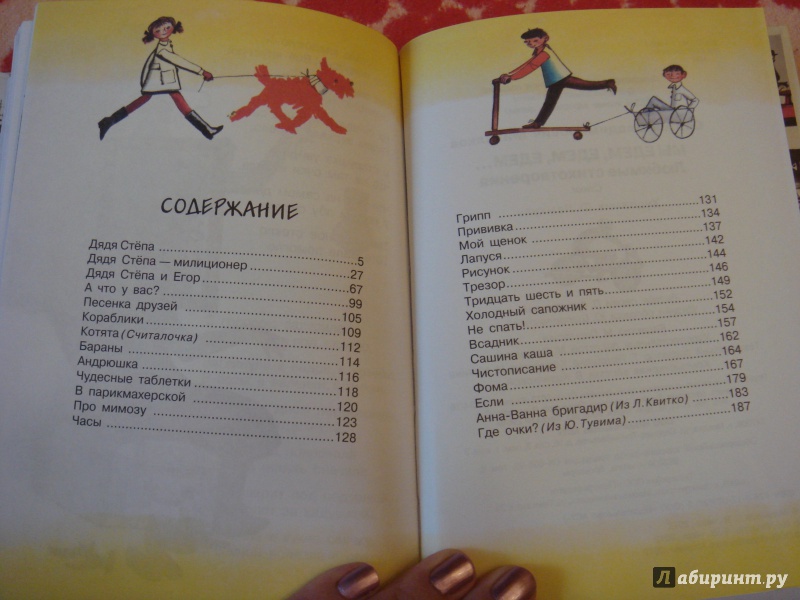 СОДЕРЖАНИЕ
Дядя Стёпа 5
Дядя Стёпа — милиционер 27
Дядя Стёпа и Егор 67
А что у вас? 99
Песенка друзей 105
Кораблики 109
Котята (Считалочка) 112
Бараны 114
Андрюшка 116
Чудесные таблетки 118
В парикмахерской 120
Про мимозу 123
Часы 128
Грипп 131
Прививка 134
Мой щенок 137
Лапуся 142
Рисунок 144
Трезор 146
Тридцать шесть и пять 149
Холодный сапожник 152
Не спать! 154
Всадник 157
Сашина каша 162
Чистописание 164
Фома 167
Если 179
Анна-Ванна бригадир (Из Л. Квитко) 183
Где очки? (Из Ю. Тувима) 187
Лабиринт.ру